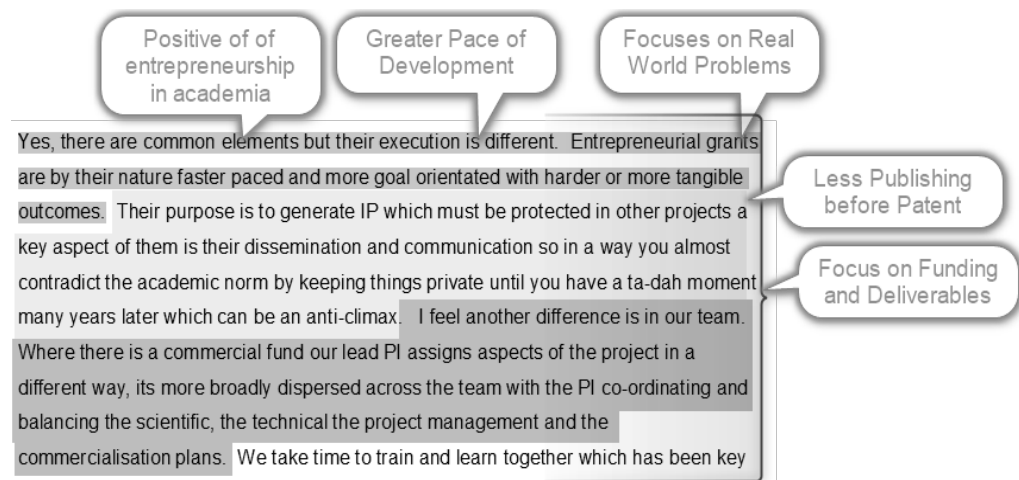 Positive of of
entrepreneurship
in academia
Greater Pace of
Development
Focuses on Real
World Problems
Yes, there are common elements but their execution is different. Entrepreneurial grants
are by their nature faster paced and more goal orientated with harder or more tangible
outcomes. Their purpose is to generate IP which must be protected in other projects a
key aspect of them is their dissemination and communication so in a way you almost
contradict the academic norm by keeping things private until you have a ta-dah moment
many years later which can be an anti-climax. I feel another difference is in our team.
Where there is a commercial fund our lead PI assigns aspects of the project in a
different way, its more broadly dispersed across the team with the PI co-ordinating and
balancing the scientific, the technical the project management and the
commercialisation plans. We take time to train and learn together which has been key
Less Publishing
before Patent
Focus on Funding
and Deliverables